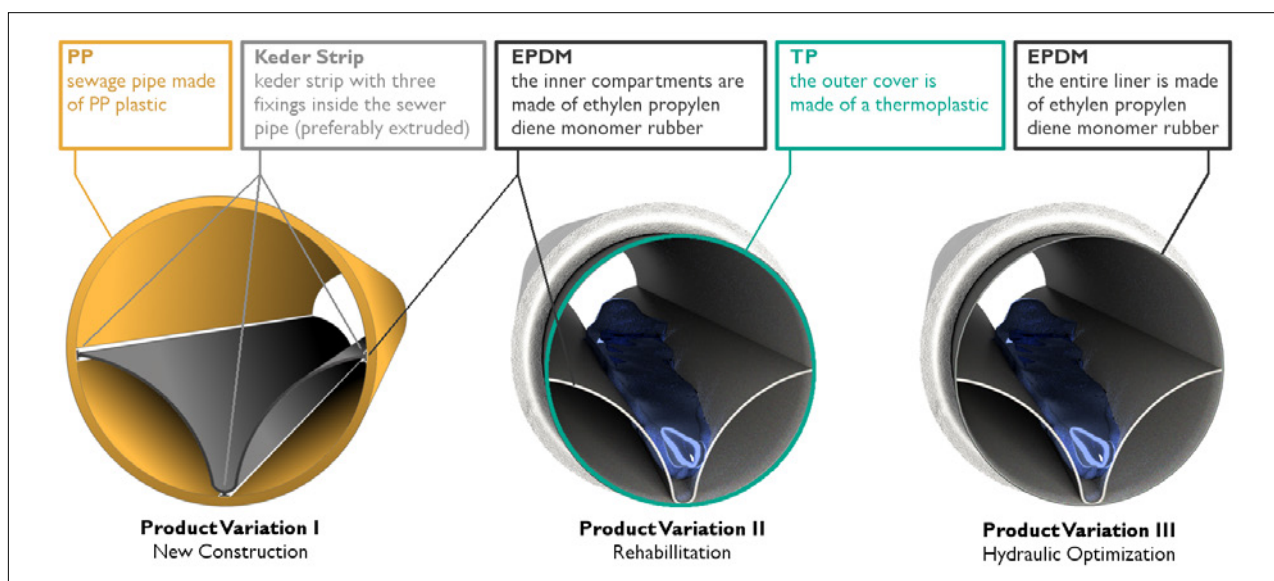 PP
sewage pipe made
of PP plastic
Keder Strip
keder strip with three
fixings inside the sewer
pipe (preferably extruded)
EPDM
the inner compartments are
made of ethylen propylen
diene monomer rubber
TP
the outer cover is
made of a thermoplastic
EPDM
the entire liner is made
of ethylen propylen
diene monomer rubber
Product Variation I
New Construction
Product Variation II
Rehabillitation
Product Variation III
Hydraulic Optimization